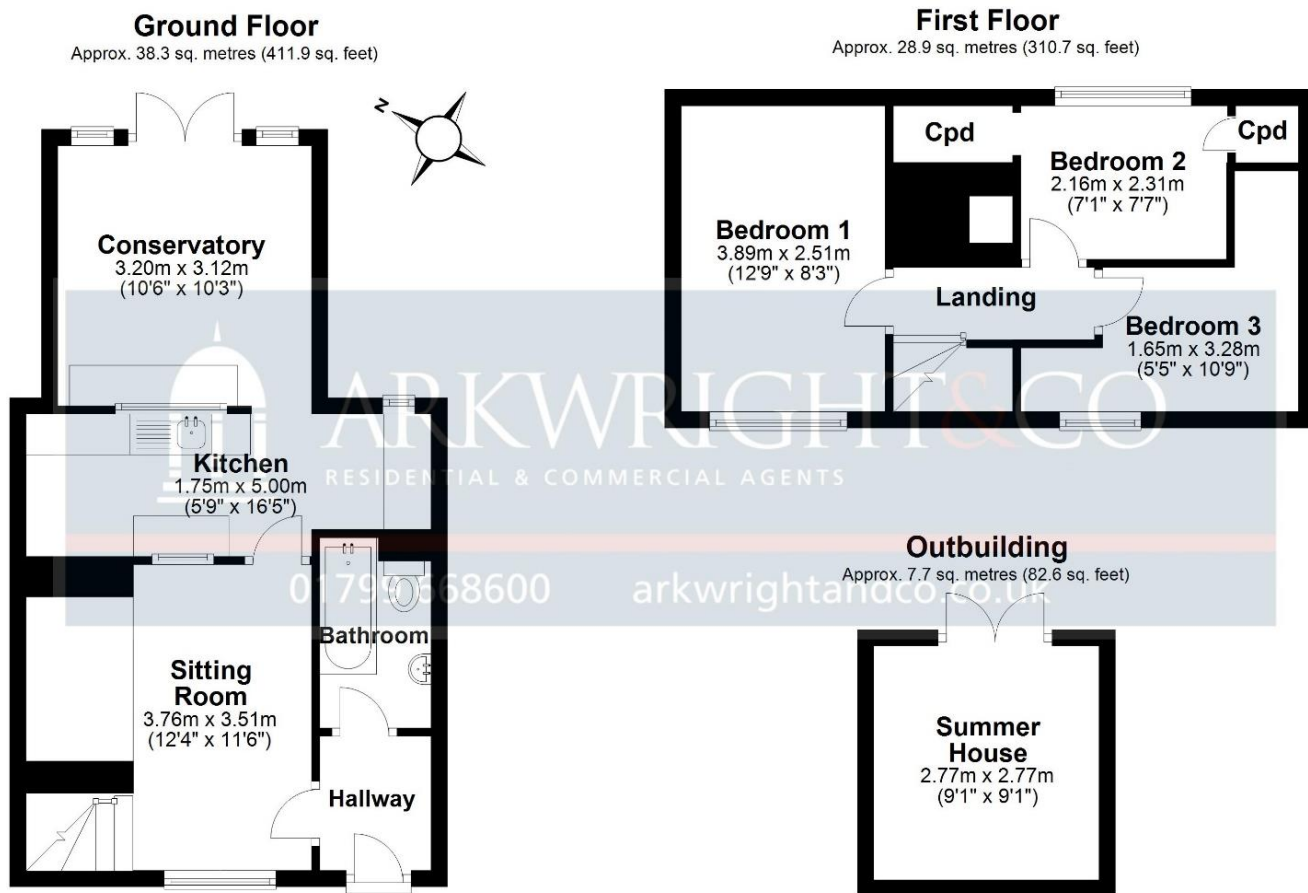 Ground Floor
Approx. 38.3 sq. metres (411.9 sq. feet)
N
Conservatory
3.20m x 3.12m
(10'6" x 10'3")
Kitchen
1.75m x 5.00m
(5'9" x 16'5")
Bathroom
Sitting
Room
3.76m x 3.51m
(12'4" x 11'6")
Hallway
First Floor
Approx. 28.9 sq. metres (310.7 sq. feet)
Cpd
Cpd
Bedroom 2
2.16m x 2.31m
(7'1" x 7'7")
Bedroom 1
3.89m x 2.51m
(12'9" x 8'3")
Landing
Bedroom 3
1.65m x 3.28m
(5'5" x 10'9")
ARKWRIGHT&CO
RESIDENTIAL & COMMERCIAL AGENTS
01799 668600 arkwrightandco.co.uk
Outbuilding
Approx. 7.7 sq. metres (82.6 sq. feet)
Summer
House
2.77m x 2.77m
(9'1" x 9'1")